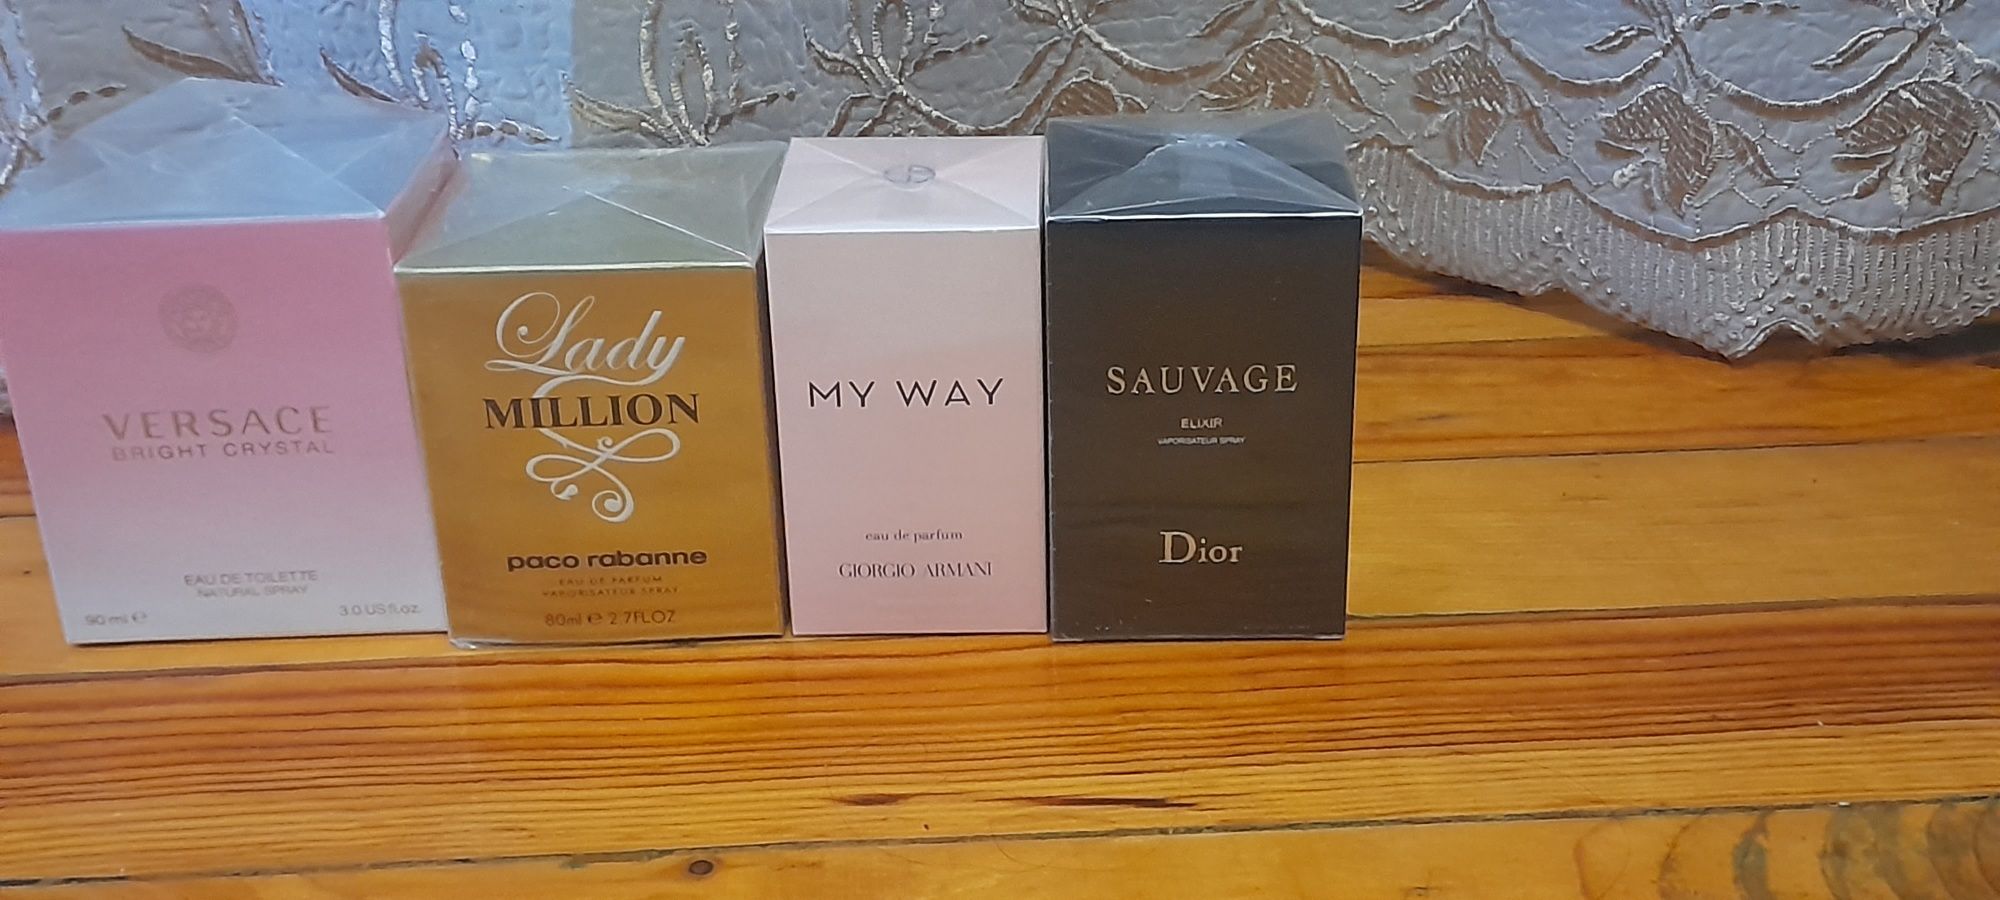 VERSACE
BRIGHT CRYSTAL
EAU DE TOILETTE
NATURAL SPRAY
90 ml e 3.0 US fl.oz.
Lady
MILLION
paco rabanne
EAU DE PARFUM
VAPORISATEUR SPRAY
80ml e 2.7FLOZ
MY WAY
eau de parfum
GIORGIO ARMANI
SAUVAGE
ELIXIR
VAPORISATEUR SPRAY
Dior